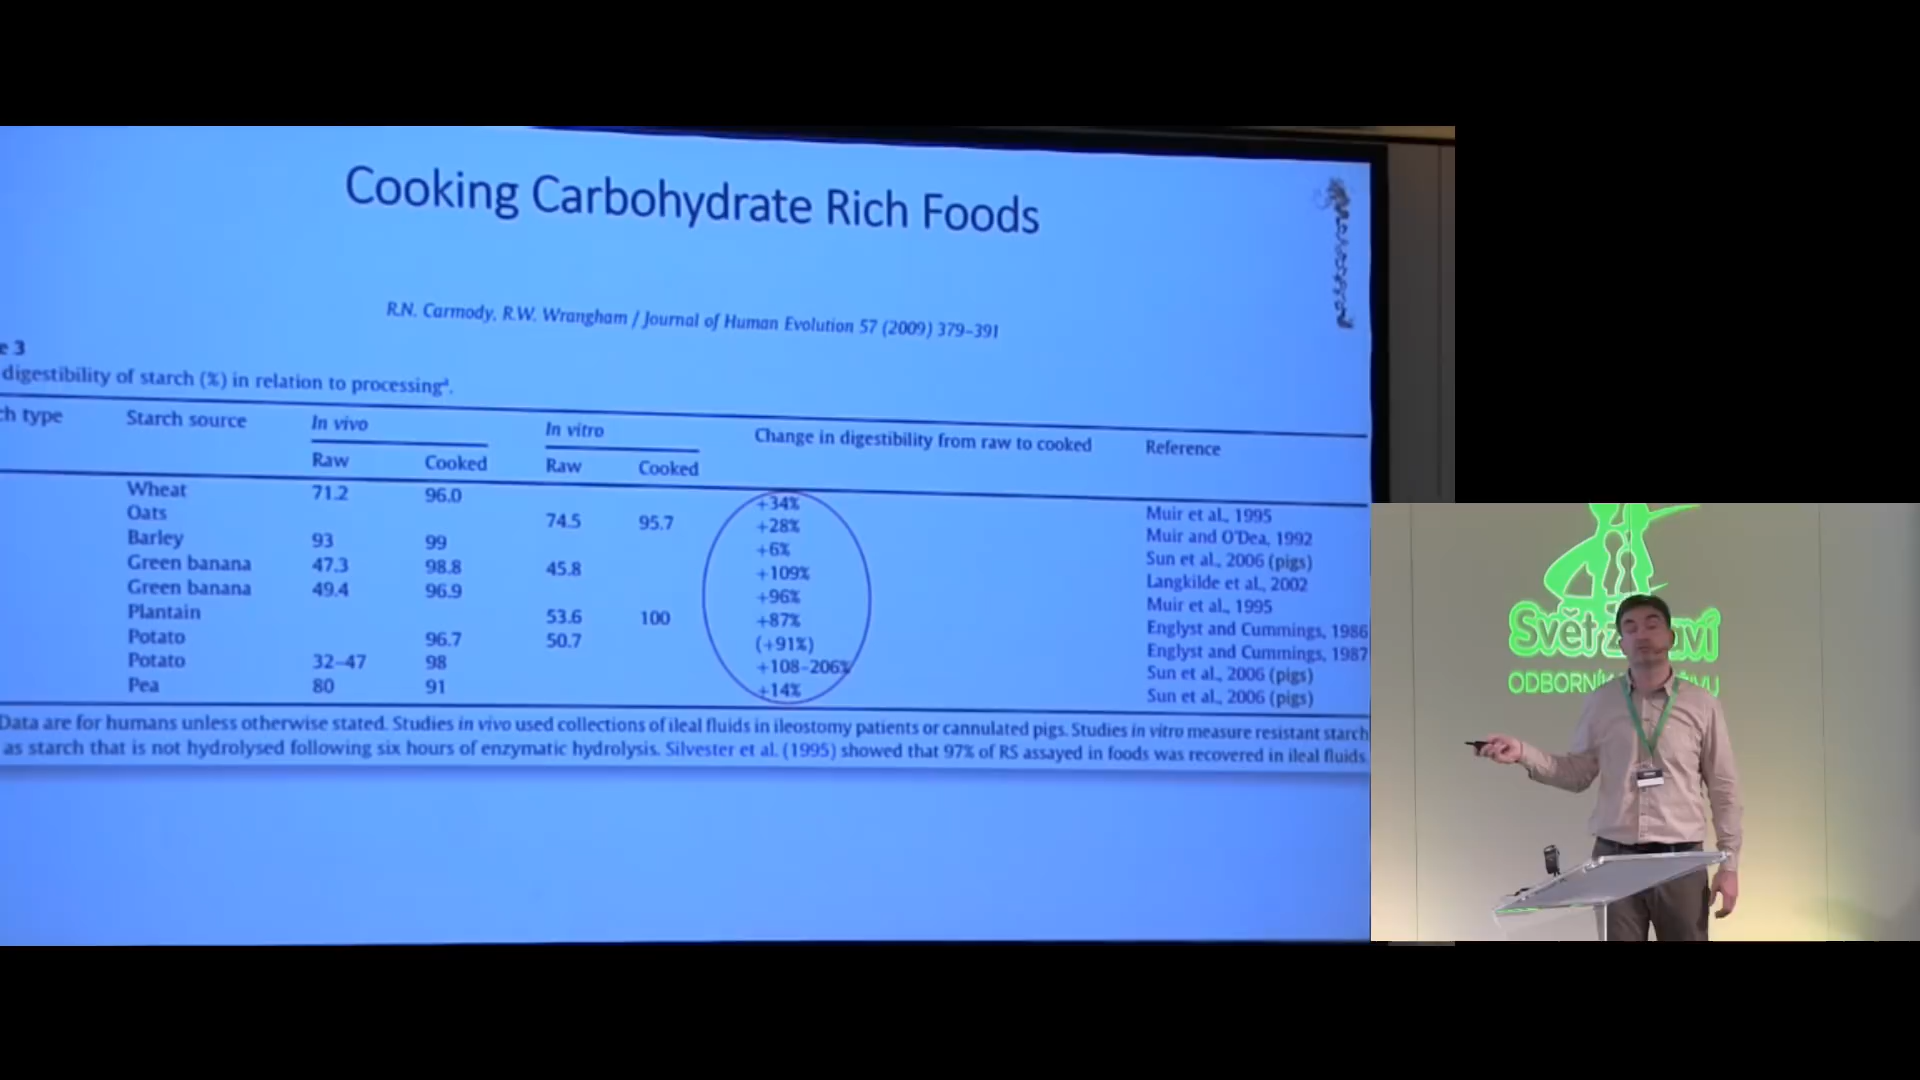 Cooking Carbohydrate Rich Foods
R.N. Carmody, R.W. Wrangham / Journal of Human Evolution 57 (2009) 379–391
e 3
digestibility of starch (%) in relation to processingª.
ch type Starch source In vivo In vitro Change in digestibility from raw to cooked Reference
Raw Cooked Raw Cooked
Wheat 71.2 96.0 +34% Muir et al., 1995
Oats 74.5 95.7 +28% Muir and O'Dea, 1992
Barley 93 99 +6% Sun et al., 2006 (pigs)
Green banana 47.3 98.8 45.8 +109% Langkilde et al., 2002
Green banana 49.4 96.9 +96% Muir et al., 1995
Plantain 53.6 100 +87% Englyst and Cummings, 1986
Potato 96.7 50.7 (+91%) Englyst and Cummings, 1987
Potato 32–47 98 +108–206% Sun et al., 2006 (pigs)
Pea 80 91 +14% Sun et al., 2006 (pigs)
Data are for humans unless otherwise stated. Studies in vivo used collections of ileal fluids in ileostomy patients or cannulated pigs. Studies in vitro measure resistant starch
as starch that is not hydrolysed following six hours of enzymatic hydrolysis. Silvester et al. (1995) showed that 97% of RS assayed in foods was recovered in ileal fluids.
Svět z aví
ODBORNÍ IVU